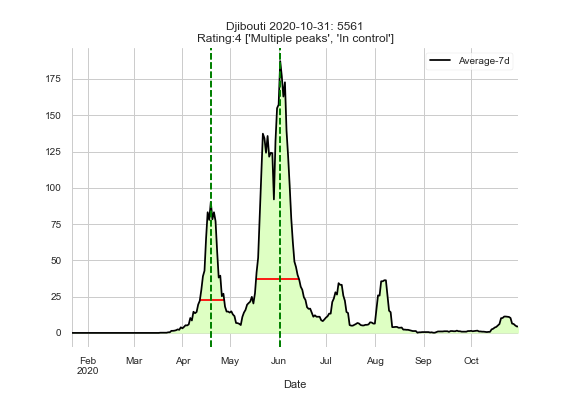 Djibouti 2020-10-31: 5561
Rating:4 ['Multiple peaks', 'In control']
Average-7d
175
150
125
100
75
50
25
0
Feb Mar Apr May Jun Jul Aug Sep Oct
2020
Date